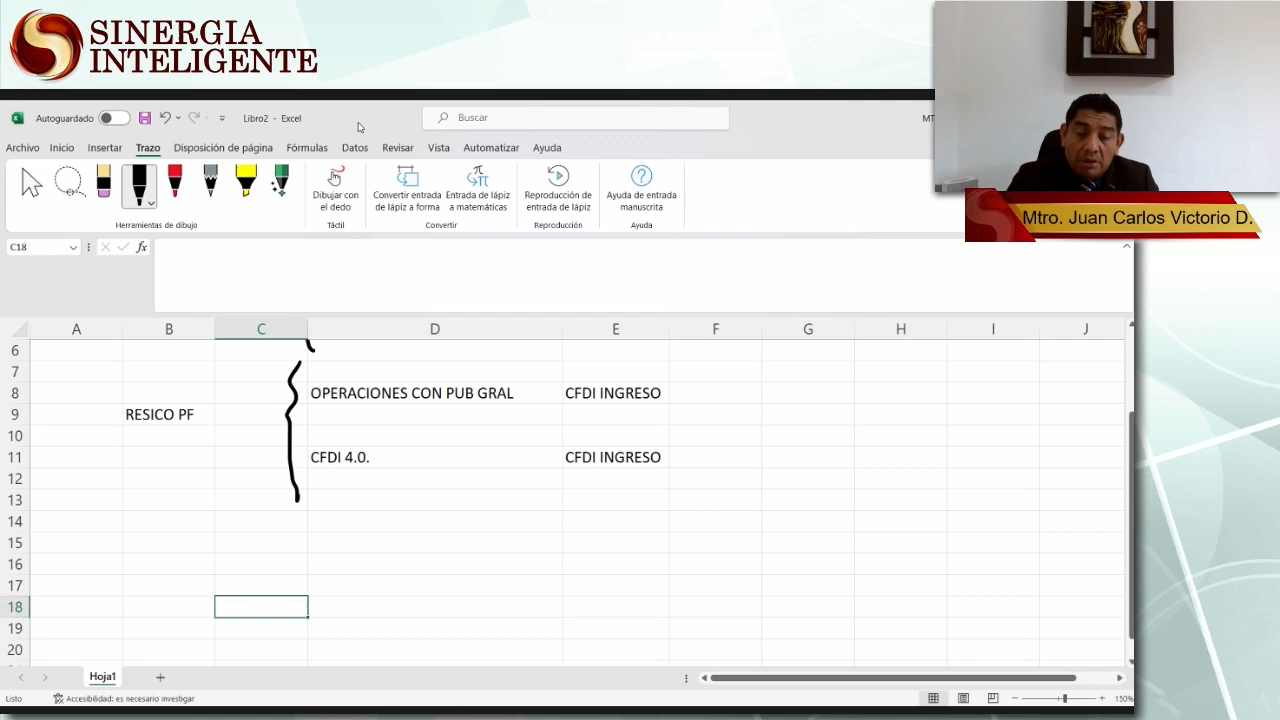 SINERGIA
INTELIGENTE
Autoguardado
Libro2 - Excel
Buscar
MT
Archivo Inicio Insertar Trazo Disposición de página Fórmulas Datos Revisar Vista Automatizar Ayuda
Dibujar con el dedo
Convertir entrada de lápiz a forma
Entrada de lápiz a matemáticas
Reproducción de entrada de lápiz
Ayuda de entrada manuscrita
Herramientas de dibujo Táctil Convertir Reproducción Ayuda
Mtro. Juan Carlos Victorio D.
C18 fx
A B C D E F G H I J
6
7
8 OPERACIONES CON PUB GRAL CFDI INGRESO
9 RESICO PF
10
11 CFDI 4.0. CFDI INGRESO
12
13
14
15
16
17
18
19
20
Hoja1
Listo Accesibilidad: es necesario investigar 150%